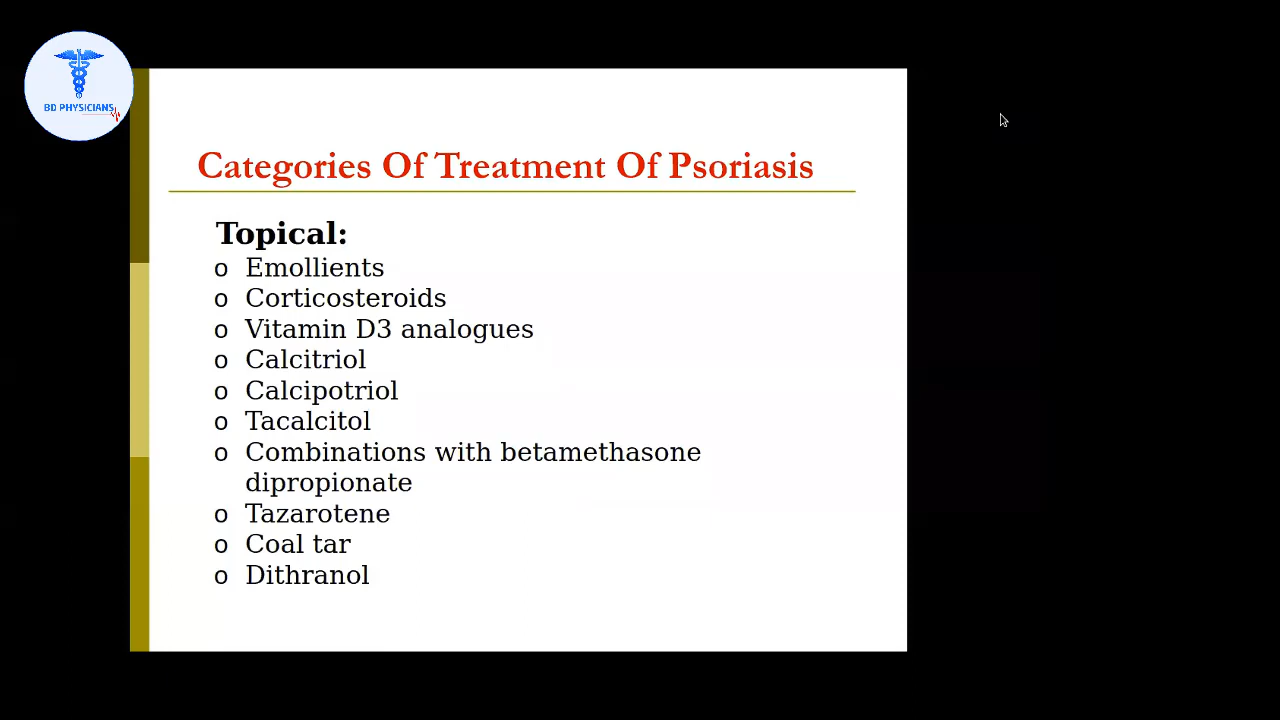 BD PHYSICIANS
Categories Of Treatment Of Psoriasis
Topical:
o Emollients
o Corticosteroids
o Vitamin D3 analogues
o Calcitriol
o Calcipotriol
o Tacalcitol
o Combinations with betamethasone
dipropionate
o Tazarotene
o Coal tar
o Dithranol